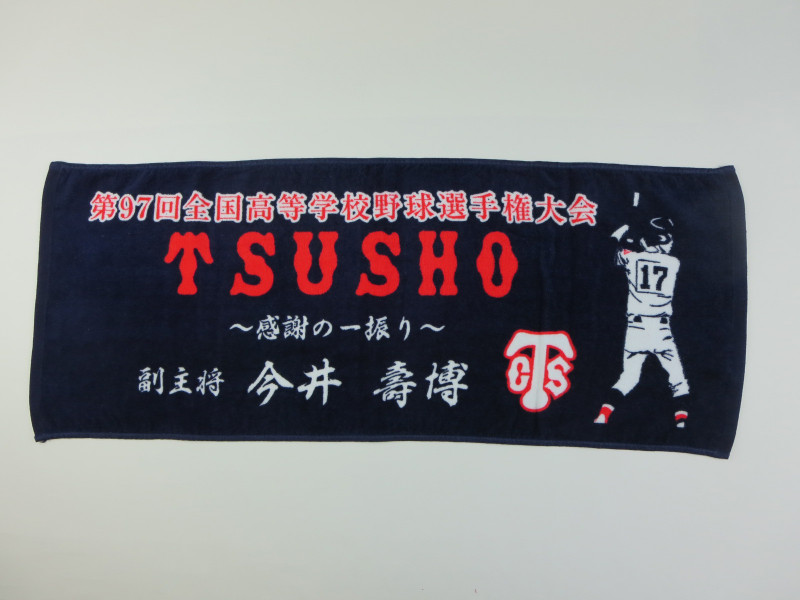 第97回全国高等学校野球選手権大会
TSUSHO
～感謝の一振り～
副主将 今井 壽博
TCS
17